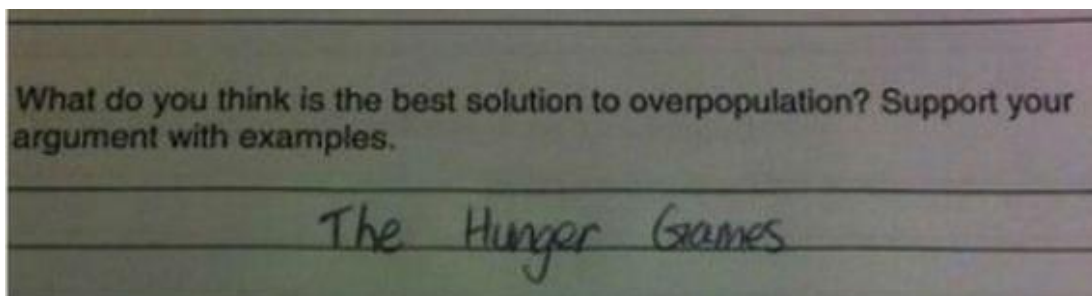 What do you think is the best solution to overpopulation? Support your
argument with examples.
The Hunger Games